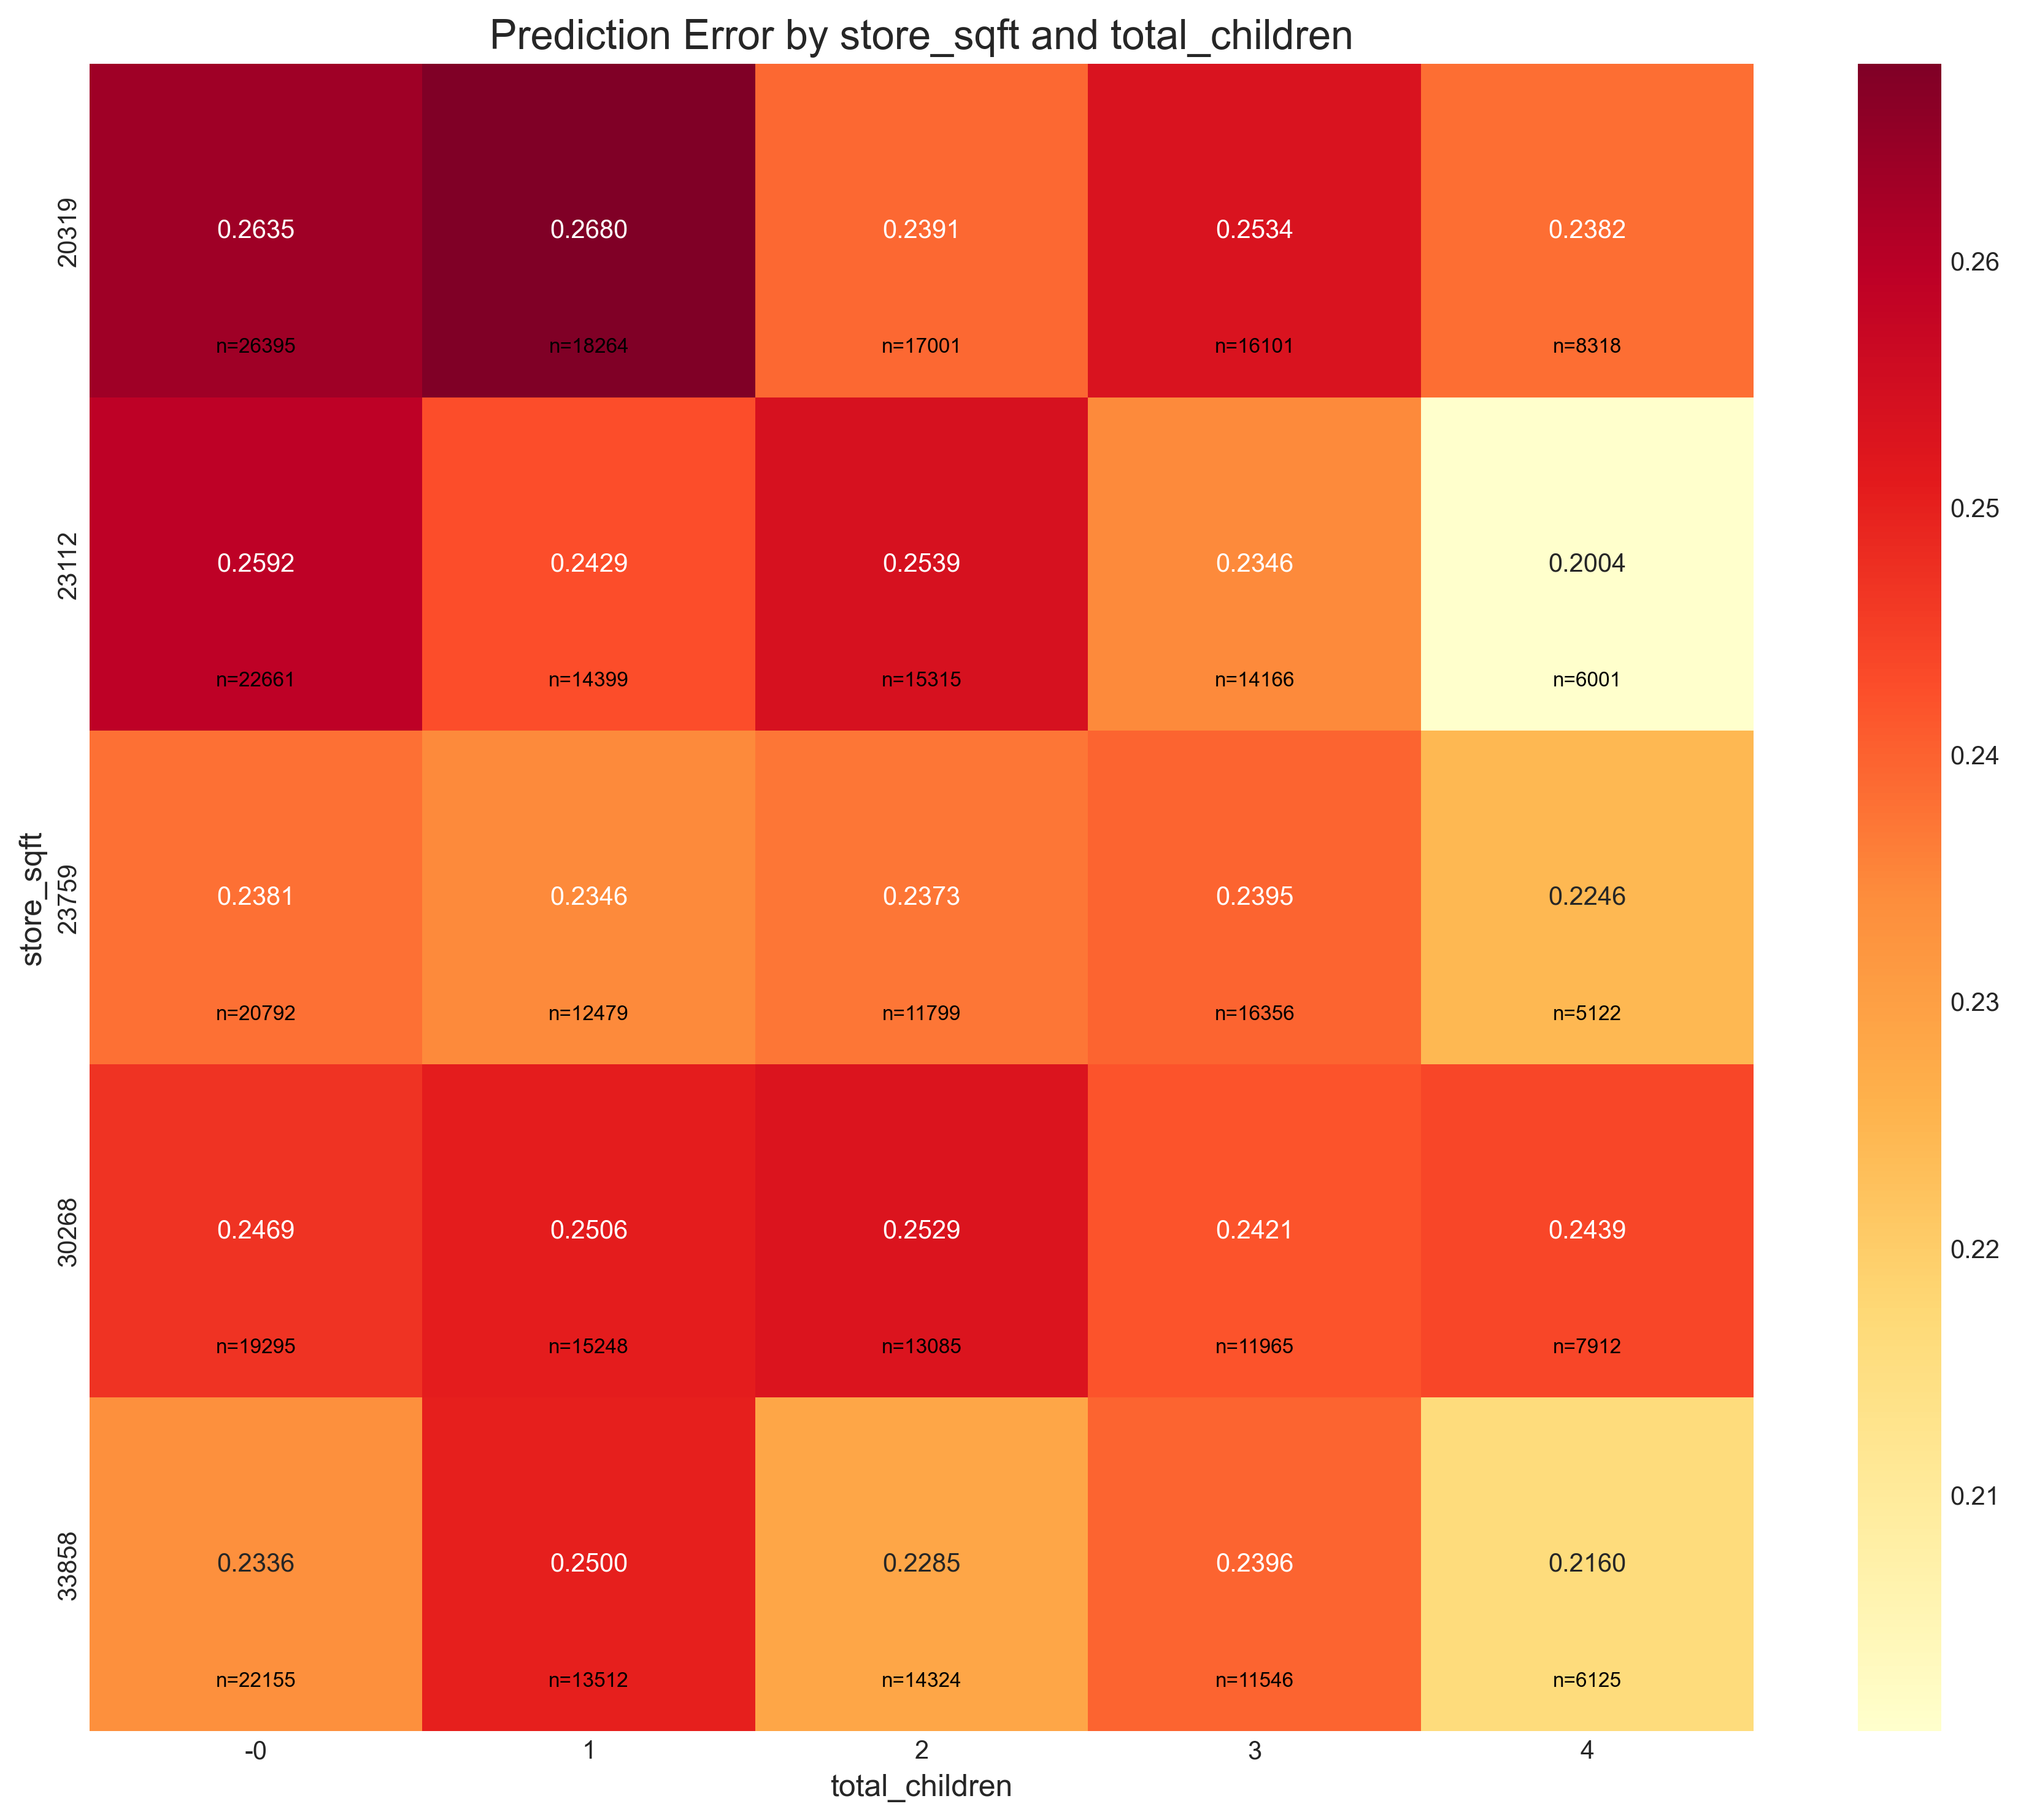 Prediction Error by store_sqft and total_children
20319
0.2635 0.2680 0.2391 0.2534 0.2382
n=26395 n=18264 n=17001 n=16101 n=8318
23112
0.2592 0.2429 0.2539 0.2346 0.2004
n=22661 n=14399 n=15315 n=14166 n=6001
store_sqft
23759
0.2381 0.2346 0.2373 0.2395 0.2246
n=20792 n=12479 n=11799 n=16356 n=5122
30268
0.2469 0.2506 0.2529 0.2421 0.2439
n=19295 n=15248 n=13085 n=11965 n=7912
33858
0.2336 0.2500 0.2285 0.2396 0.2160
n=22155 n=13512 n=14324 n=11546 n=6125
-0 1 2 3 4
total_children
0.26
0.25
0.24
0.23
0.22
0.21